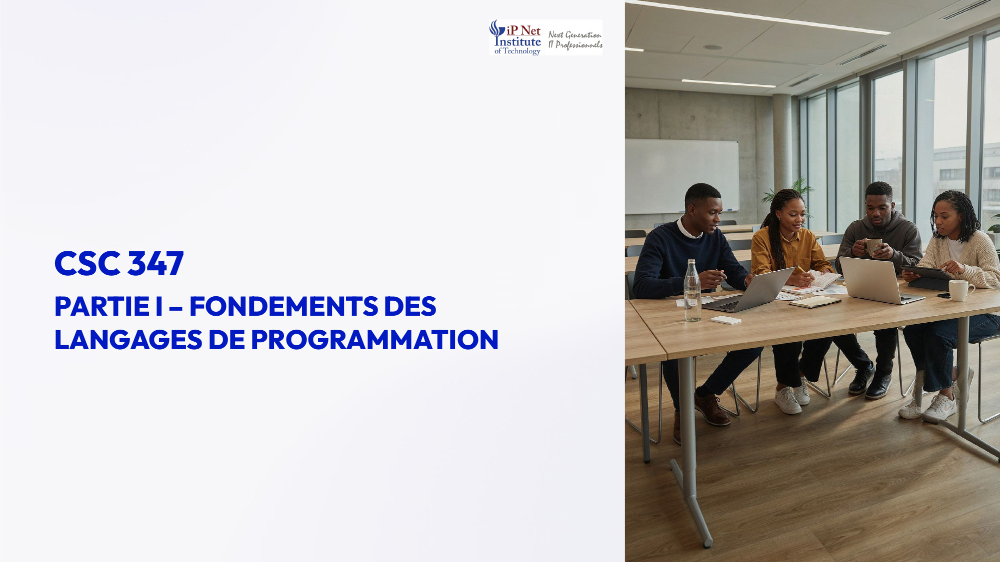 iP Net
Institute
of Technology
Next Generation
IT Professionnels
CSC 347
PARTIE I – FONDEMENTS DES
LANGAGES DE PROGRAMMATION